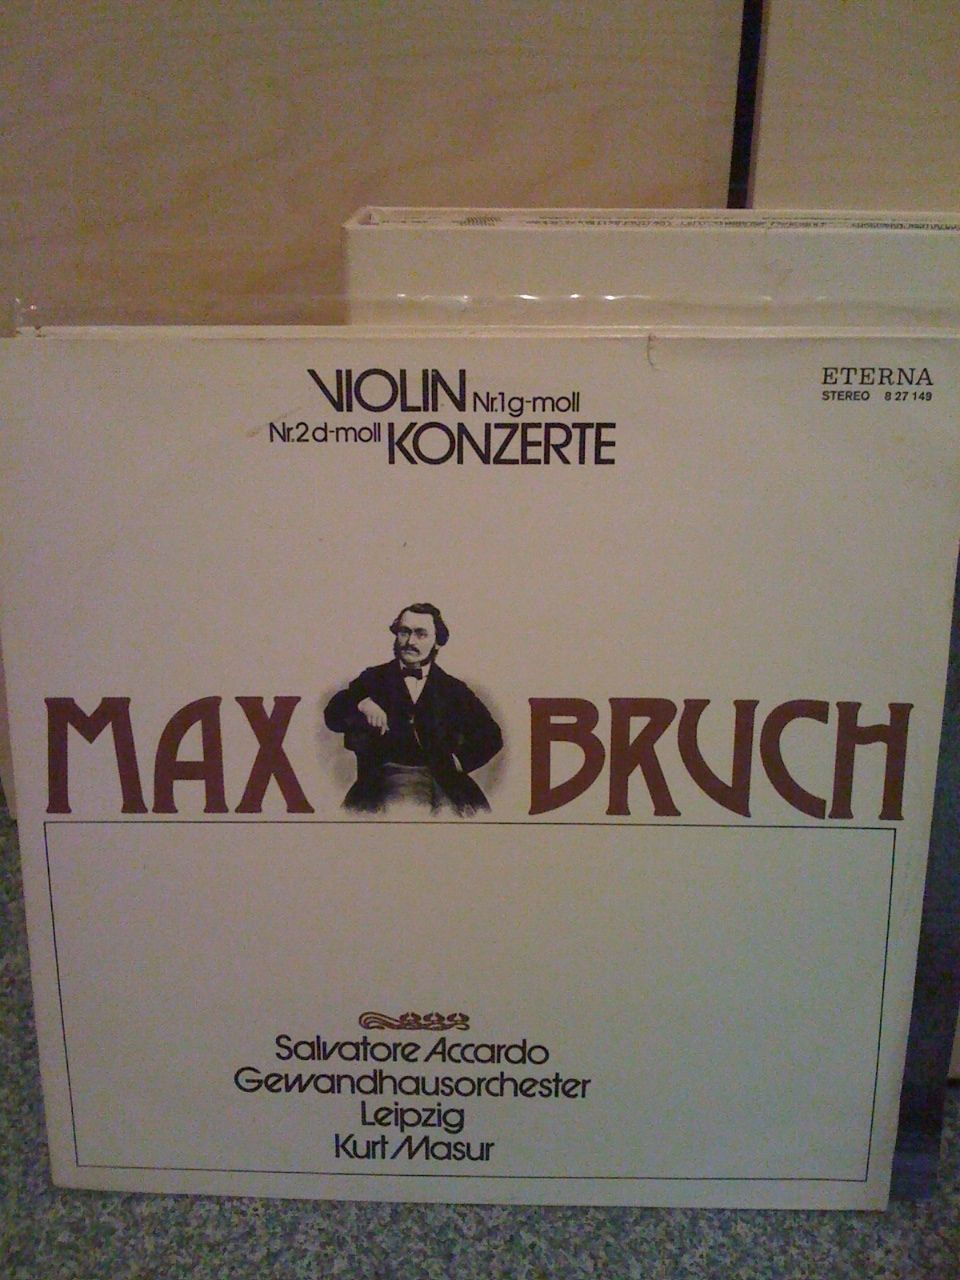 VIOLIN Nr.1 g-moll
Nr.2 d-moll KONZERTE
ETERNA
STEREO 8 27 149
MAX BRUCH
Salvatore Accardo
Gewandhausorchester
Leipzig
Kurt Masur